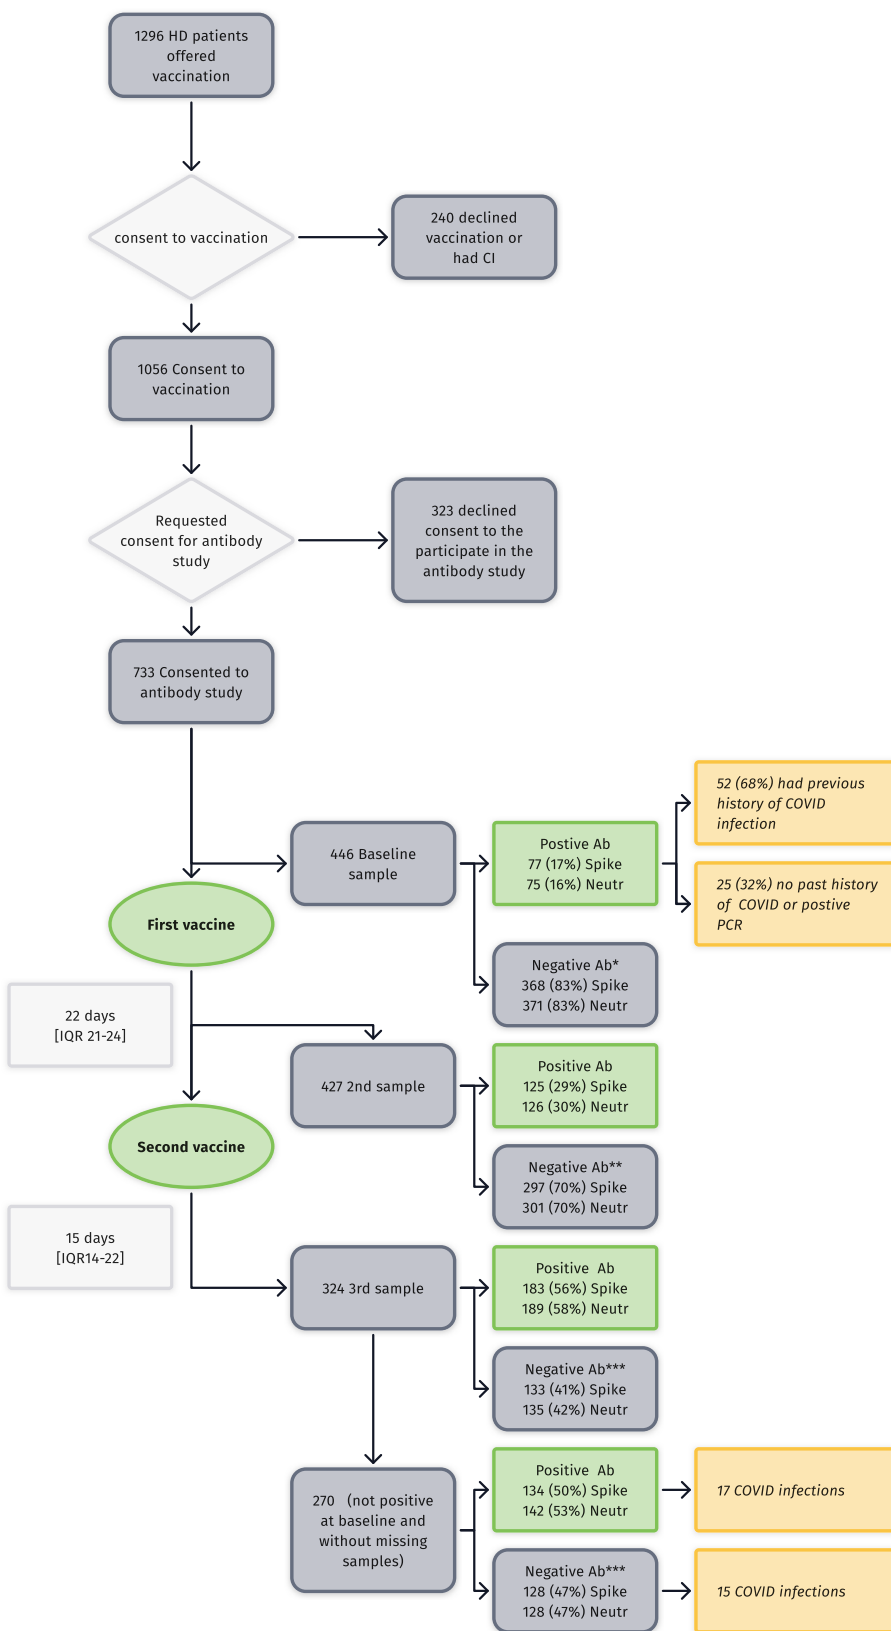 1296 HD patients
offered
vaccination
consent to vaccination
240 declined
vaccination or
had CI
1056 Consent to
vaccination
Requested
consent for antibody
study
323 declined
consent to the
participate in the
antibody study
733 Consented to
antibody study
446 Baseline
sample
Postive Ab
77 (17%) Spike
75 (16%) Neutr
52 (68%) had previous
history of COVID
infection
25 (32%) no past history
of COVID or postive
PCR
First vaccine
Negative Ab*
368 (83%) Spike
371 (83%) Neutr
22 days
[IQR 21-24]
427 2nd sample
Positive Ab
125 (29%) Spike
126 (30%) Neutr
Second vaccine
Negative Ab**
297 (70%) Spike
301 (70%) Neutr
15 days
[IQR14-22]
324 3rd sample
Positive Ab
183 (56%) Spike
189 (58%) Neutr
Negative Ab***
133 (41%) Spike
135 (42%) Neutr
270 (not positive
at baseline and
without missing
samples)
Positive Ab
134 (50%) Spike
142 (53%) Neutr
17 COVID infections
Negative Ab***
128 (47%) Spike
128 (47%) Neutr
15 COVID infections